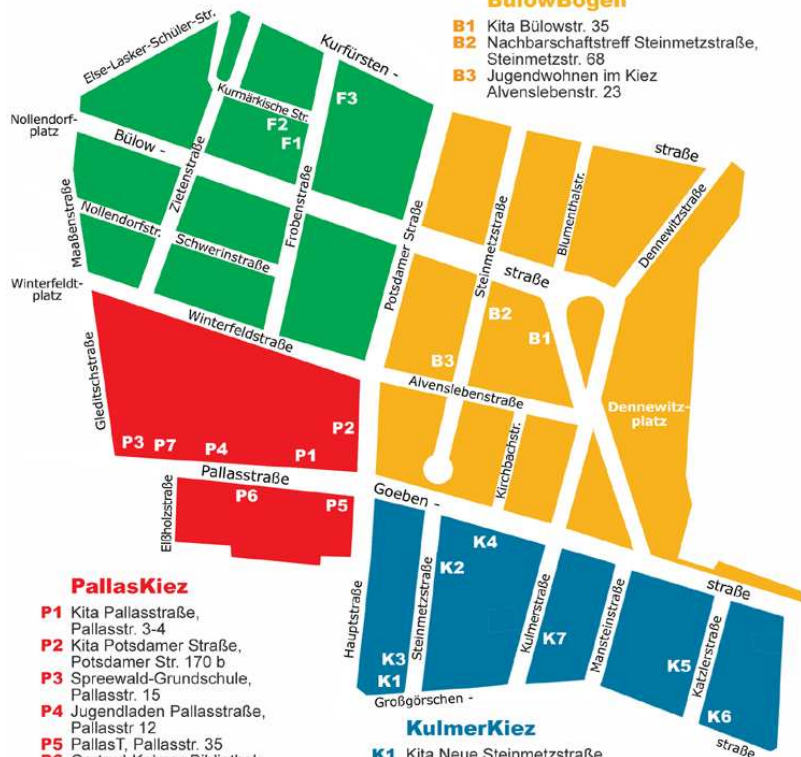 BülowBogen
B1 Kita Bülowstr. 35
B2 Nachbarschaftstreff Steinmetzstraße,
Steinmetzstr. 68
B3 Jugendwohnen im Kiez
Alvenslebenstr. 23
Else-Lasker-Schüler-Str.
Kurfürsten -
straße
Kurmärkische Str.
F3
F2
F1
Nollendorf-
platz
Bülow -
straße
Zietenstraße
Frobenstraße
Potsdamer Straße
Steinmetzstraße
Blumenthalstr.
Dennewitzstraße
Maaßenstraße
Nollendorfstr.
Schwerinstraße
Winterfeldt-
platz
Winterfeldstraße
B2
B1
B3
Alvenslebenstraße
Dennewitz-
platz
Kirchbachstr.
Gleditschstraße
P2
P3
P7
P4
P1
Pallasstraße
P6
P5
Elßholzstraße
Goeben -
straße
K4
K2
Hauptstraße
Steinmetzstraße
Kulmerstraße
Mansteinstraße
Katzlerstraße
K7
K3
K1
K5
K6
Großgörschen -
straße
PallasKiez
P1 Kita Pallasstraße,
Pallasstr. 3-4
P2 Kita Potsdamer Straße,
Potsdamer Str. 170 b
P3 Spreewald-Grundschule,
Pallasstr. 15
P4 Jugendladen Pallasstraße,
Pallasstr 12
P5 PallasT, Pallasstr. 35
KulmerKiez
K1 Kita Neue Steinmetzstraße